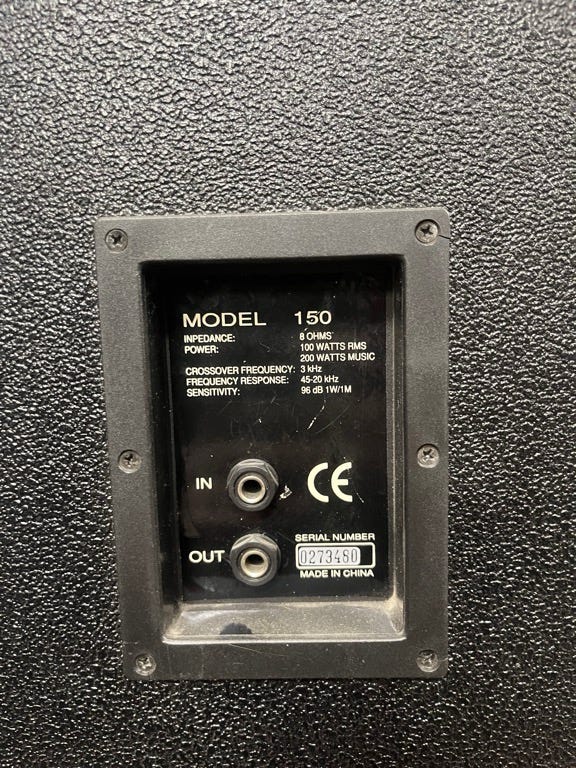 MODEL 150
INPEDANCE: 8 OHMS
POWER: 100 WATTS RMS
200 WATTS MUSIC
CROSSOVER FREQUENCY: 3 kHz
FREQUENCY RESPONSE: 45-20 kHz
SENSITIVITY: 96 dB 1W/1M
IN CE
OUT
SERIAL NUMBER
0273480
MADE IN CHINA